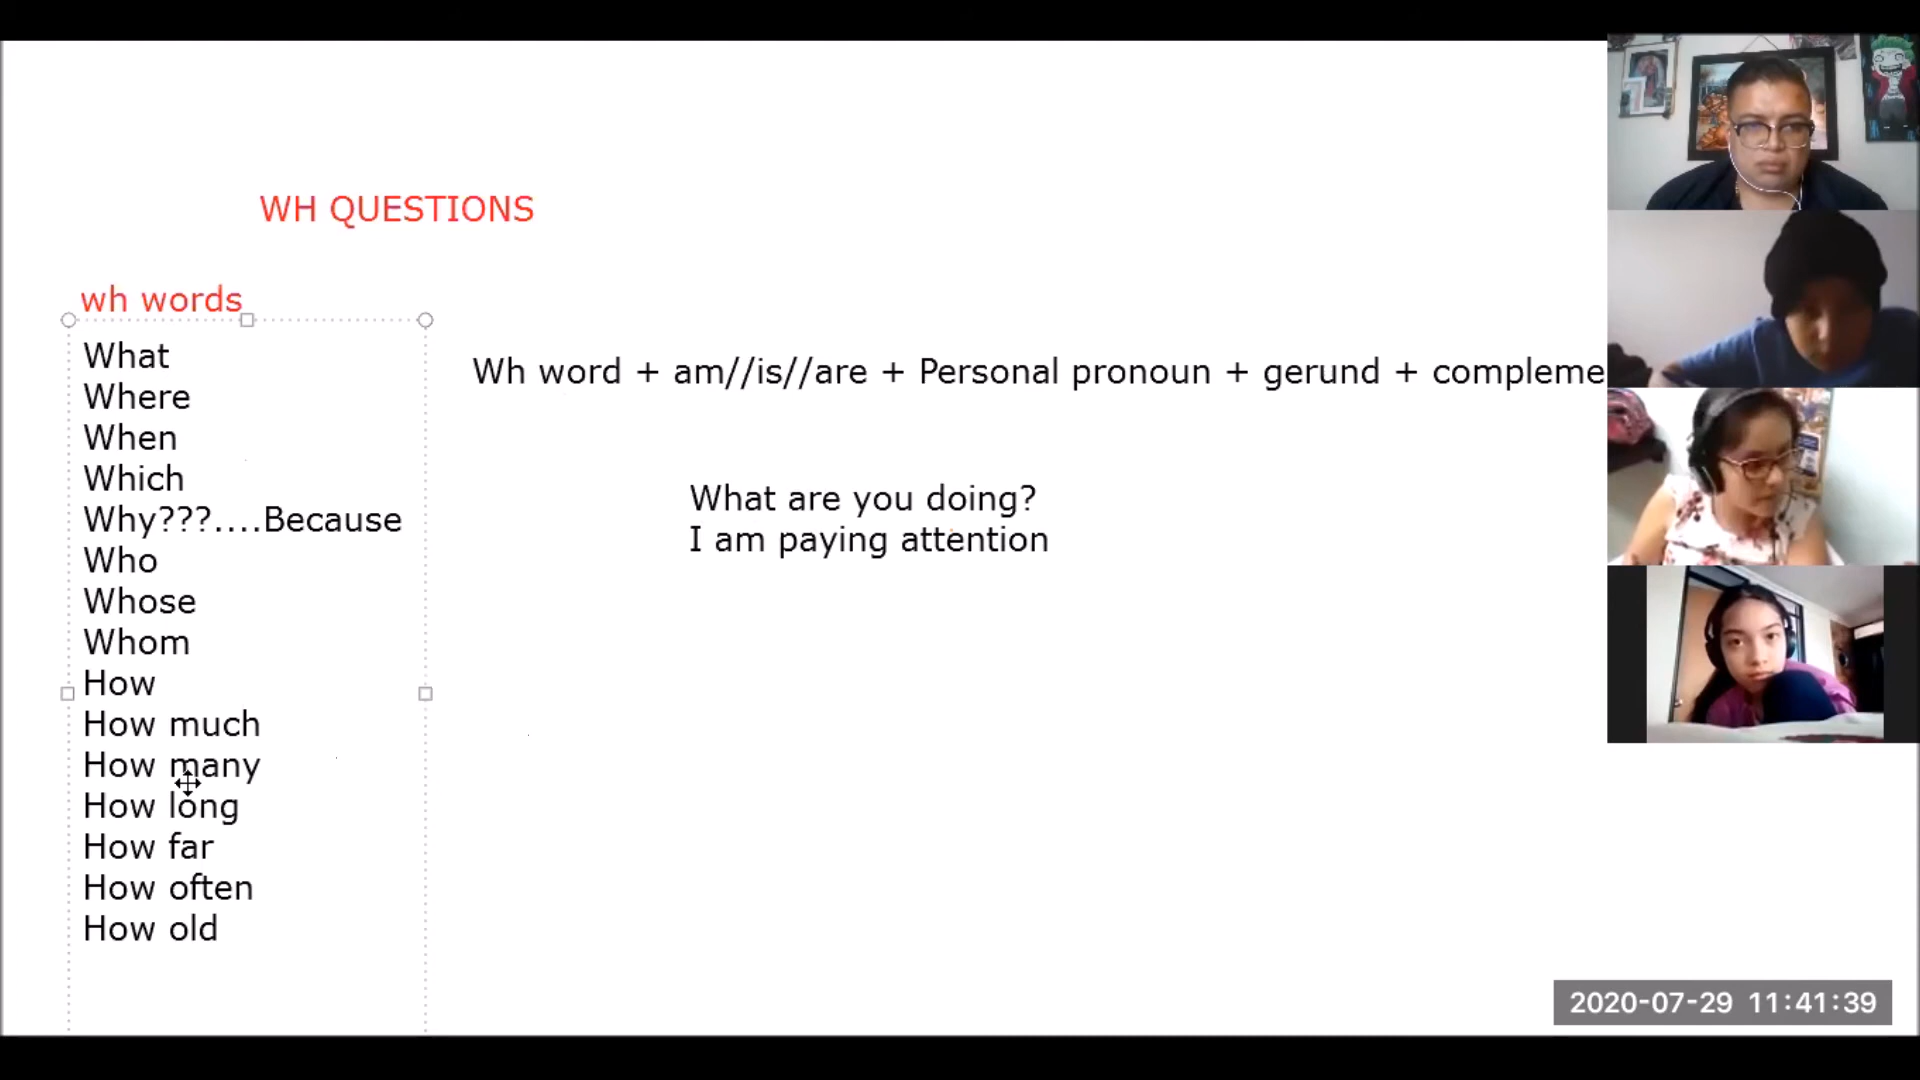 WH QUESTIONS
wh words
What
Where
When
Which
Why???....Because
Who
Whose
Whom
How
How much
How many
How long
How far
How often
How old
Wh word + am//is//are + Personal pronoun + gerund + compleme
What are you doing?
I am paying attention
2020-07-29 11:41:39